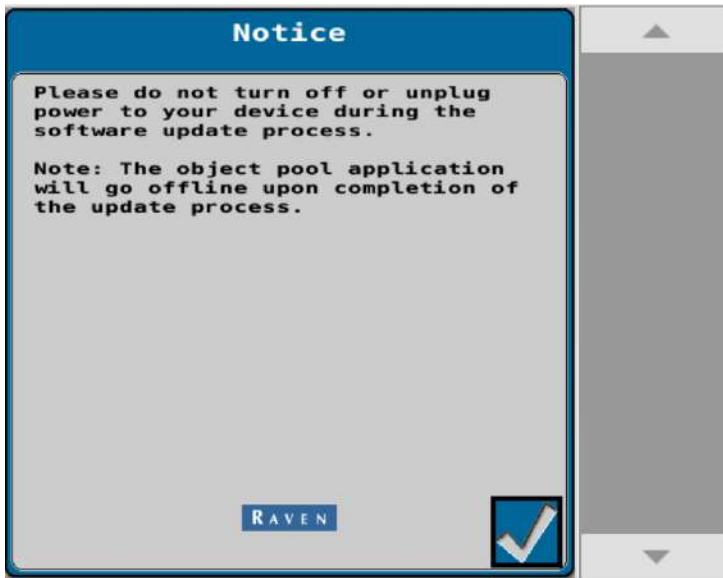 Notice
Please do not turn off or unplug
power to your device during the
software update process.
Note: The object pool application
will go offline upon completion of
the update process.
RAVEN